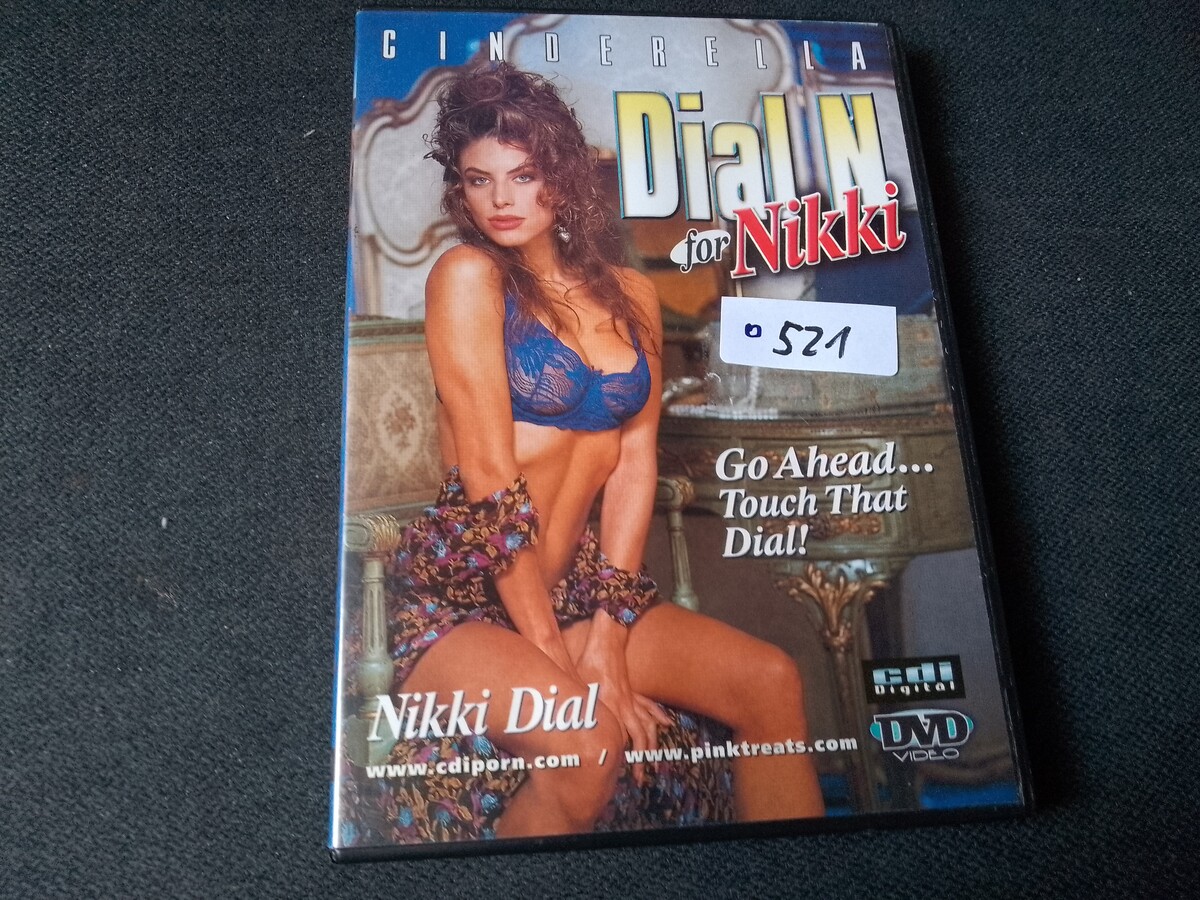 CINDERELLA
Dial N
for Nikki
521
Go Ahead...
Touch That
Dial!
cdi
Digital
Nikki Dial
DVD
VIDEO
www.cdiporn.com / www.pinktreats.com